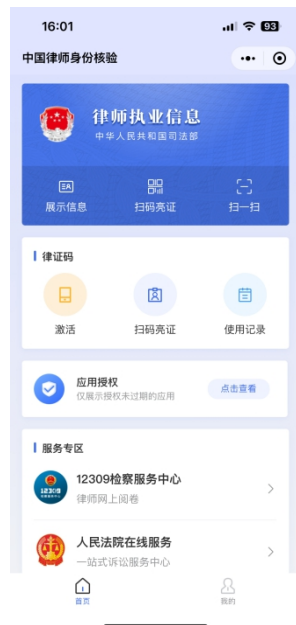 16:01
93
中国律师身份核验
律师执业信息
中华人民共和国司法部
展示信息
扫码亮证
扫一扫
律证码
激活
扫码亮证
使用记录
应用授权
仅展示授权未过期的应用
点击查看
服务专区
12309
12309检察服务中心
律师网上阅卷
人民法院在线服务
一站式诉讼服务中心
首页
我的